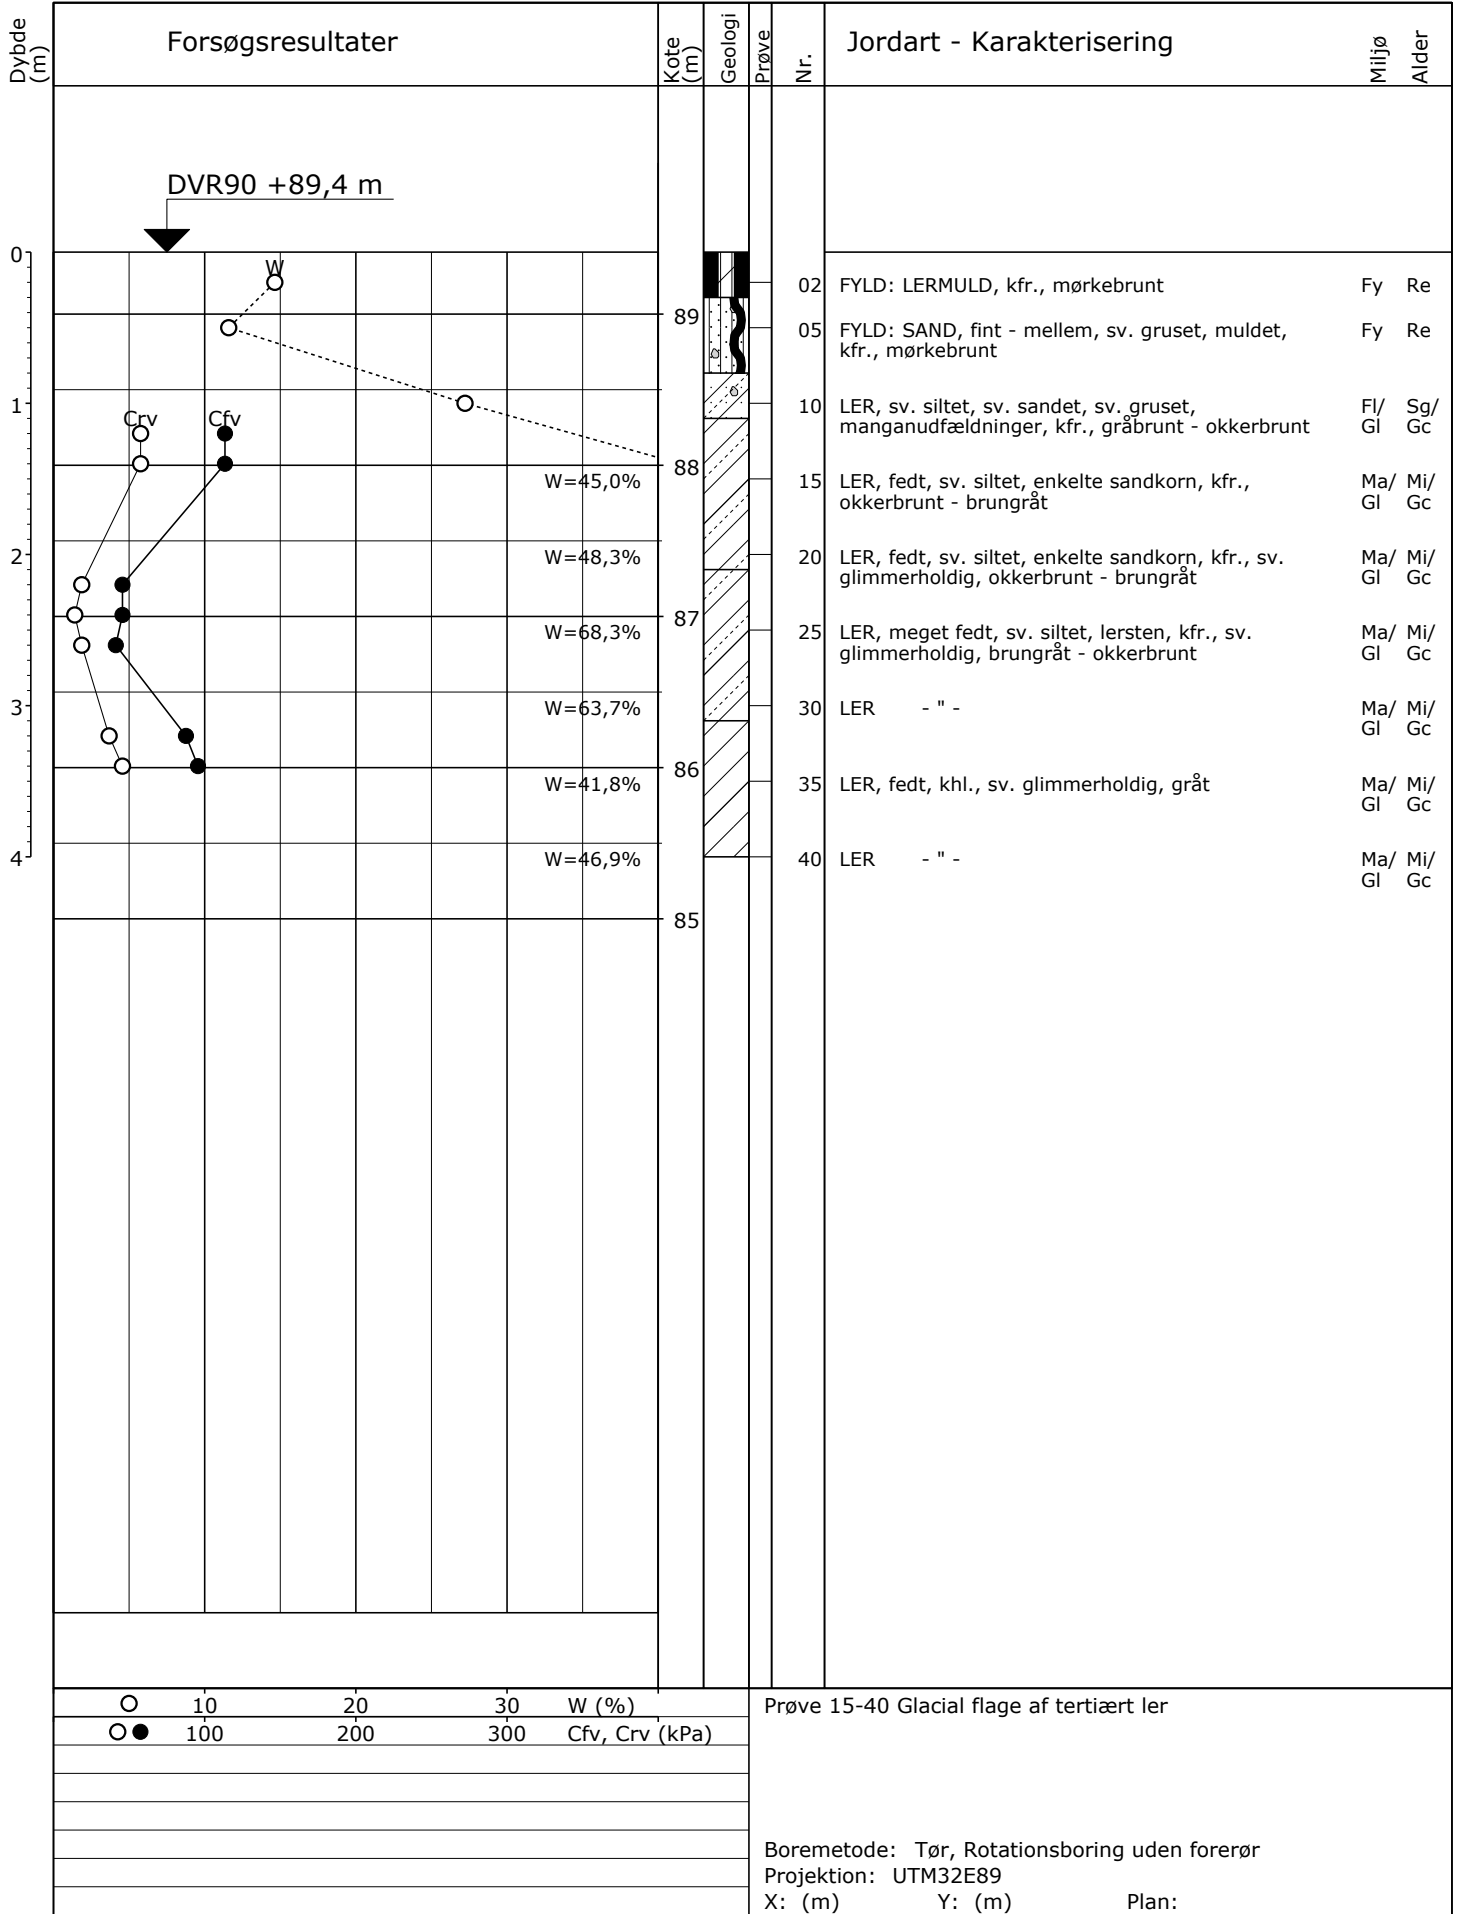 Dybde (m)
Forsøgsresultater
Kote (m)
Geologi
Prøve
Nr.
Jordart - Karakterisering
Miljø
Alder
DVR90 +89,4 m
0
W
02 FYLD: LERMULD, kfr., mørkebrunt Fy Re
89
05 FYLD: SAND, fint - mellem, sv. gruset, muldet, Fy Re
kfr., mørkebrunt
1
Crv Cfv
10 LER, sv. siltet, sv. sandet, sv. gruset, Fl/ Sg/
manganudfældninger, kfr., gråbrunt - okkerbrunt Gl Gc
88
W=45,0% 15 LER, fedt, sv. siltet, enkelte sandkorn, kfr., Ma/ Mi/
okkerbrunt - brungråt Gl Gc
2
W=48,3% 20 LER, fedt, sv. siltet, enkelte sandkorn, kfr., sv. Ma/ Mi/
glimmerholdig, okkerbrunt - brungråt Gl Gc
87
W=68,3% 25 LER, meget fedt, sv. siltet, lersten, kfr., sv. Ma/ Mi/
glimmerholdig, brungråt - okkerbrunt Gl Gc
3
W=63,7% 30 LER - " - Ma/ Mi/
Gl Gc
86
W=41,8% 35 LER, fedt, khl., sv. glimmerholdig, gråt Ma/ Mi/
Gl Gc
4
W=46,9% 40 LER - " - Ma/ Mi/
Gl Gc
85
10 20 30 W (%)
100 200 300 Cfv, Crv (kPa)
Prøve 15-40 Glacial flage af tertiært ler
Boremetode: Tør, Rotationsboring uden forerør
Projektion: UTM32E89
X: (m) Y: (m) Plan: